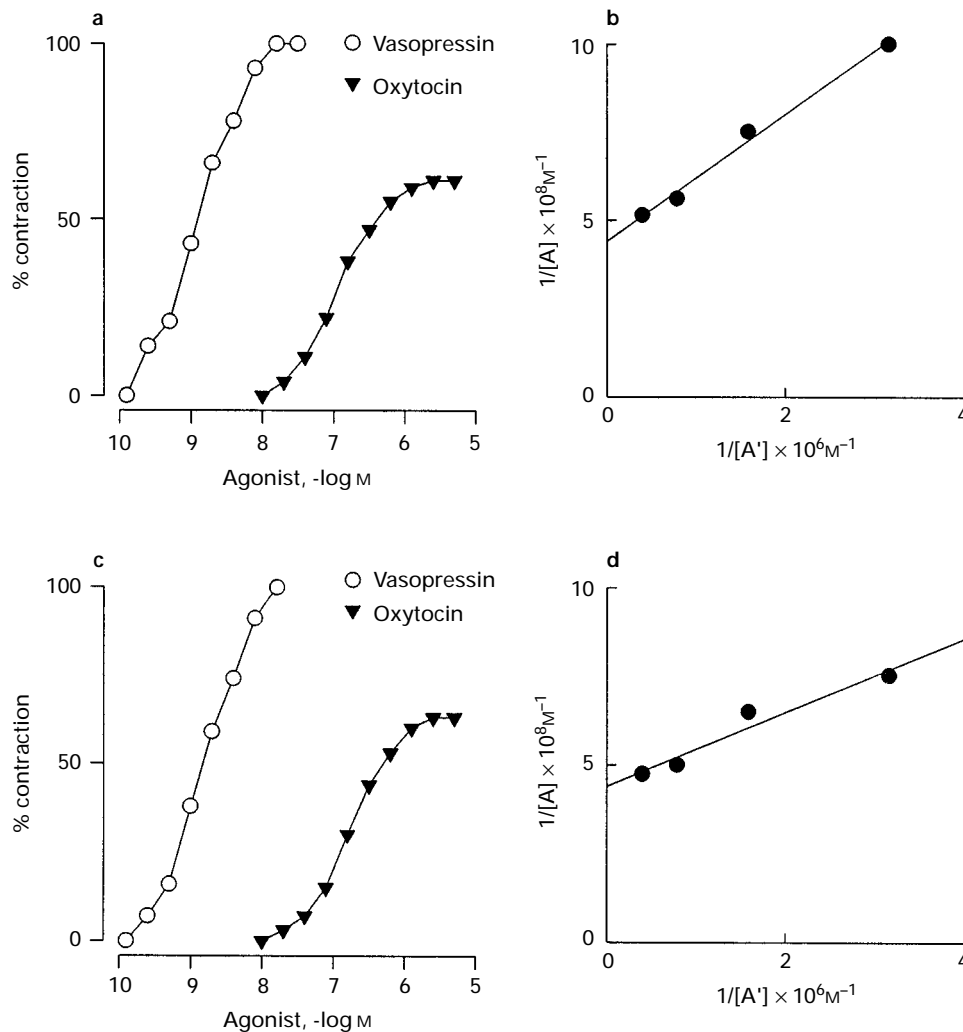 a
Vasopressin
Oxytocin
100
50
0
% contraction
10 9 8 7 6 5
Agonist, -log M
b
10
5
0
1/[A] × 10⁸M⁻¹
0 2 4
1/[A'] × 10⁶M⁻¹
c
Vasopressin
Oxytocin
100
50
0
% contraction
10 9 8 7 6 5
Agonist, -log M
d
10
5
0
1/[A] × 10⁸M⁻¹
0 2 4
1/[A'] × 10⁶M⁻¹